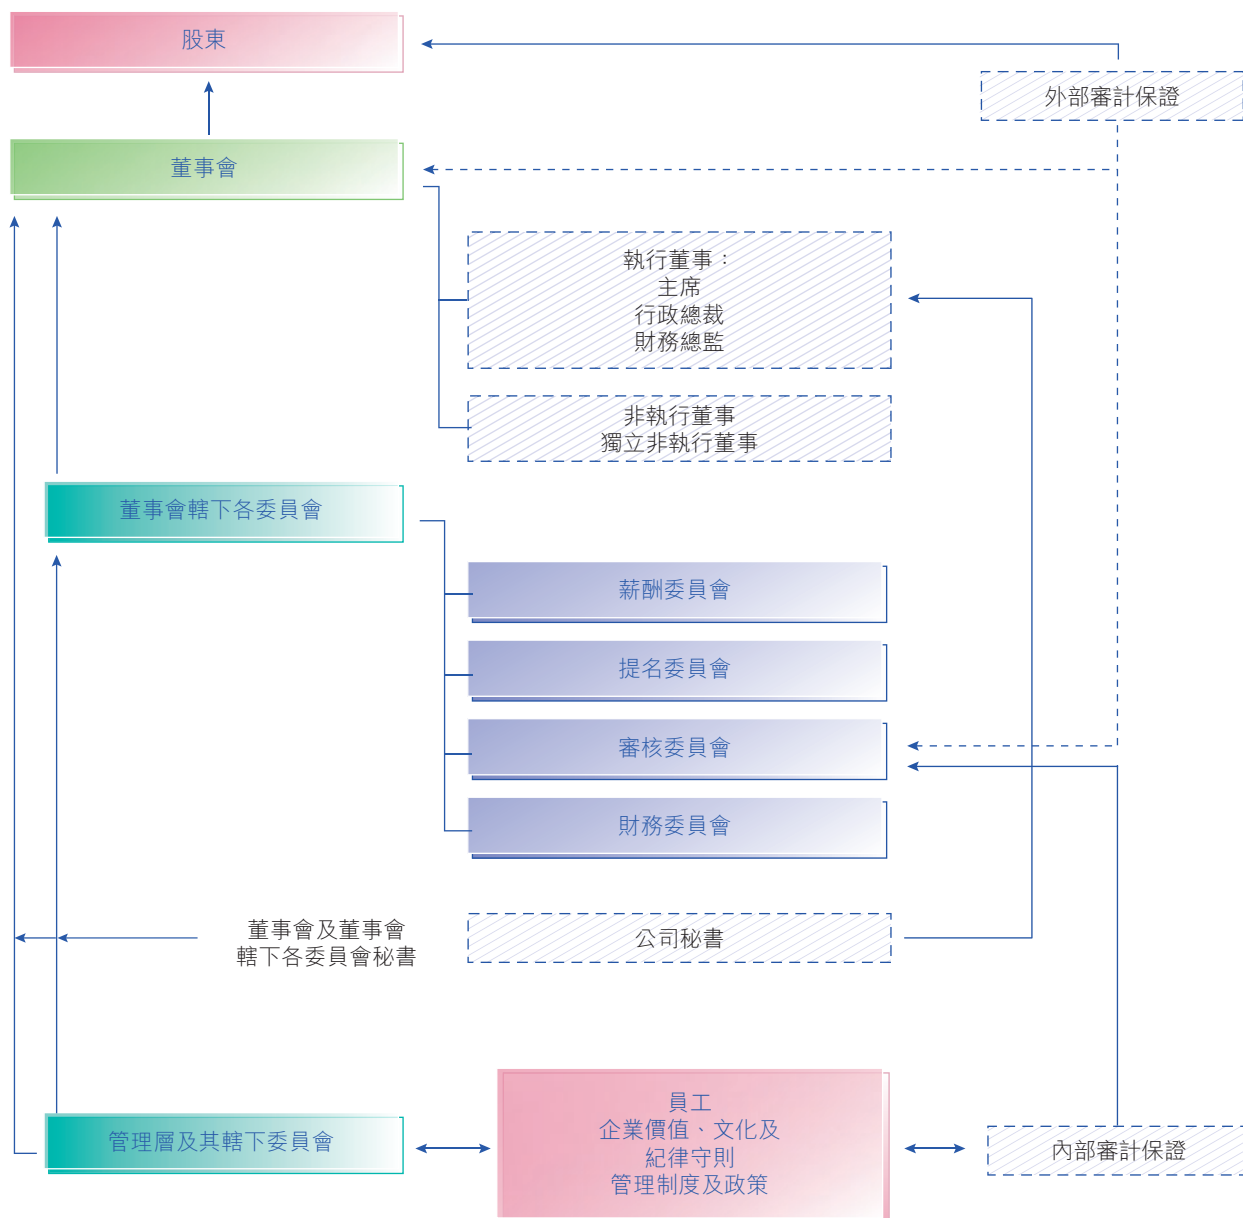 股東
外部審計保證
董事會
執行董事：
主席
行政總裁
財務總監
非執行董事
獨立非執行董事
董事會轄下各委員會
薪酬委員會
提名委員會
審核委員會
財務委員會
董事會及董事會
轄下各委員會秘書
公司秘書
員工
企業價值、文化及
紀律守則
管理制度及政策
管理層及其轄下委員會
內部審計保證